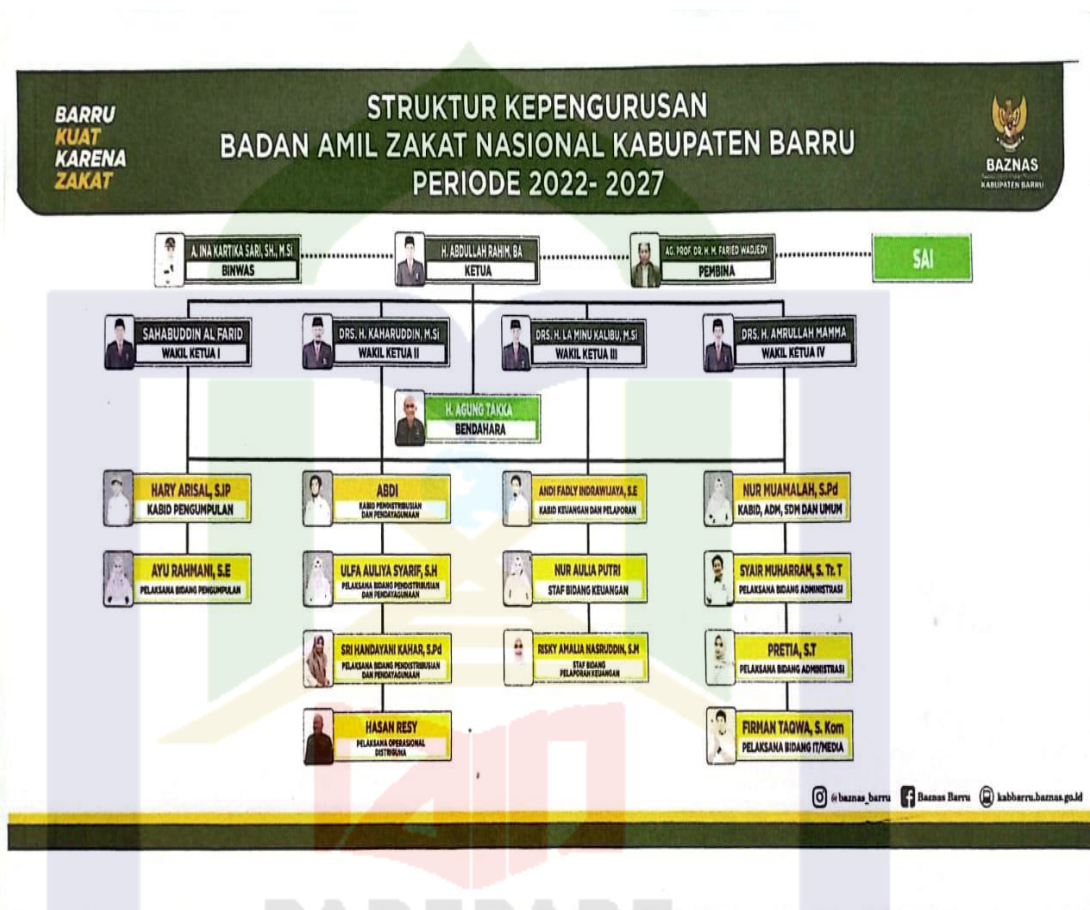 BARRU
KUAT
KARENA
ZAKAT
STRUKTUR KEPENGURUSAN
BADAN AMIL ZAKAT NASIONAL KABUPATEN BARRU
PERIODE 2022- 2027
BAZNAS
KABUPATEN BARRU
A. INA KARTIKA SARI, SH., M.Si
BINWAS
H. ABDULLAH RAHIM, BA
KETUA
AG. PROF. DR. H. M. FARIED WADJEDY
PEMBINA
SAI
SAHABUDDIN AL FARID
WAKIL KETUA I
DRS. H. KAHARUDDIN, M.Si
WAKIL KETUA II
DRS. H. LA MINU KALIBU, M.Si
WAKIL KETUA III
DRS. H. AMRULLAH MAMMA
WAKIL KETUA IV
H. AGUNG TAKKA
BENDAHARA
HARY ARISAL, S.IP
KABID PENGUMPULAN
ABDI
KABID PENDISTRIBUSIAN
DAN PENDAYAGUNAAN
ANDI FADLY INDRAWIJAYA, S.E
KABID KEUANGAN DAN PELAPORAN
NUR MUAMALAH, S.Pd
KABID, ADM, SDM DAN UMUM
AYU RAHMANI, S.E
PELAKSANA BIDANG PENGUMPULAN
ULFA AULIYA SYARIF, S.H
PELAKSANA BIDANG PENDISTRIBUSIAN
DAN PENDAYAGUNAAN
NUR AULIA PUTRI
STAF BIDANG KEUANGAN
SYAIR MUHARRAM, S. Tr. T
PELAKSANA BIDANG ADMINISTRASI
SRI HANDAYANI KAHAR, S.Pd
PELAKSANA BIDANG PENDISTRIBUSIAN
DAN PENDAYAGUNAAN
RISKY AMALIA NASRUDDIN, S.M
STAF BIDANG
PELAPORAN KEUANGAN
PRETIA, S.T
PELAKSANA BIDANG ADMINISTRASI
HASAN RESY
PELAKSANA OPERASIONAL
DISTRIGUNA
FIRMAN TAQWA, S. Kom
PELAKSANA BIDANG IT/MEDIA
@baznas_barru Baznas Barru kabbarru.baznas.go.id